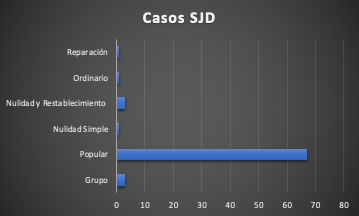 Casos SJD
Reparación
Ordinario
Nulidad y Restablecimiento
Nulidad Simple
Popular
Grupo
0 10 20 30 40 50 60 70 80